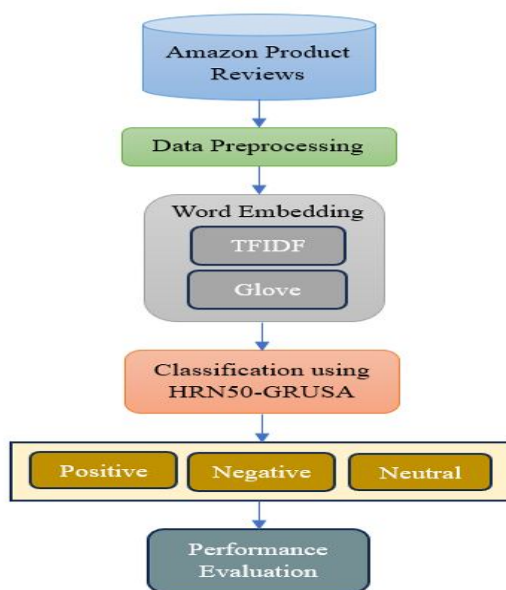 Amazon Product
Reviews
Data Preprocessing
Word Embedding
TFIDF
Glove
Classification using
HRN50-GRUSA
Positive Negative Neutral
Performance
Evaluation